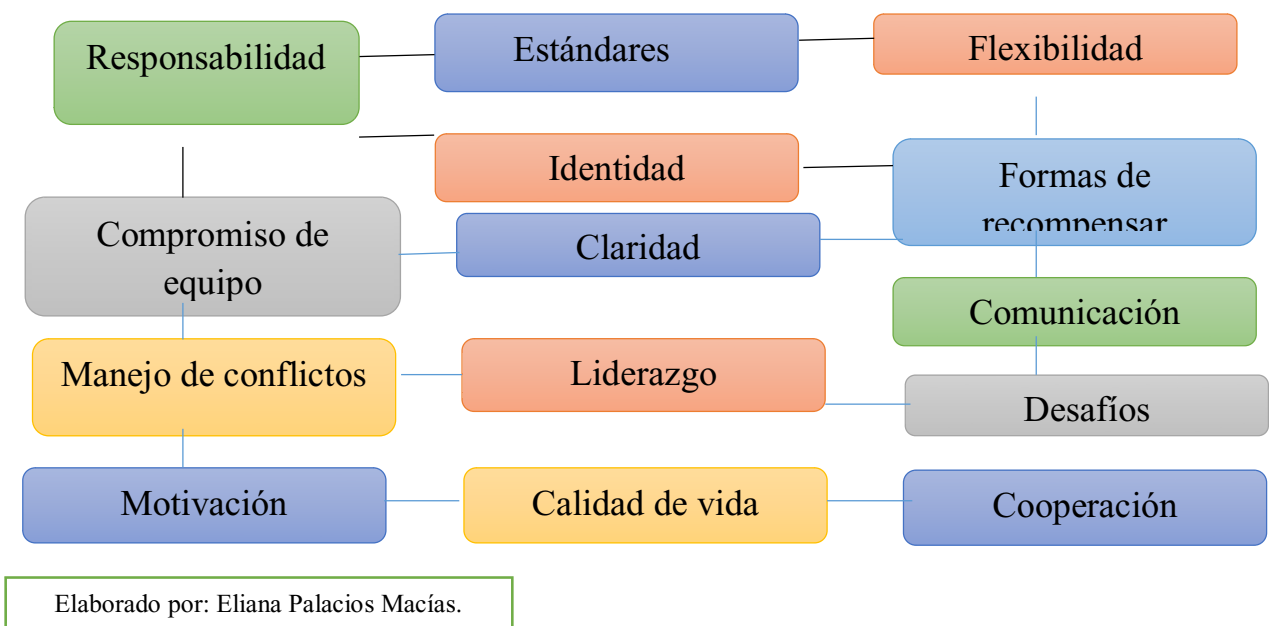 Responsabilidad
Estándares
Flexibilidad
Identidad
Formas de
recompensar
Compromiso de
equipo
Claridad
Comunicación
Manejo de conflictos
Liderazgo
Desafíos
Motivación
Calidad de vida
Cooperación
Elaborado por: Eliana Palacios Macías.